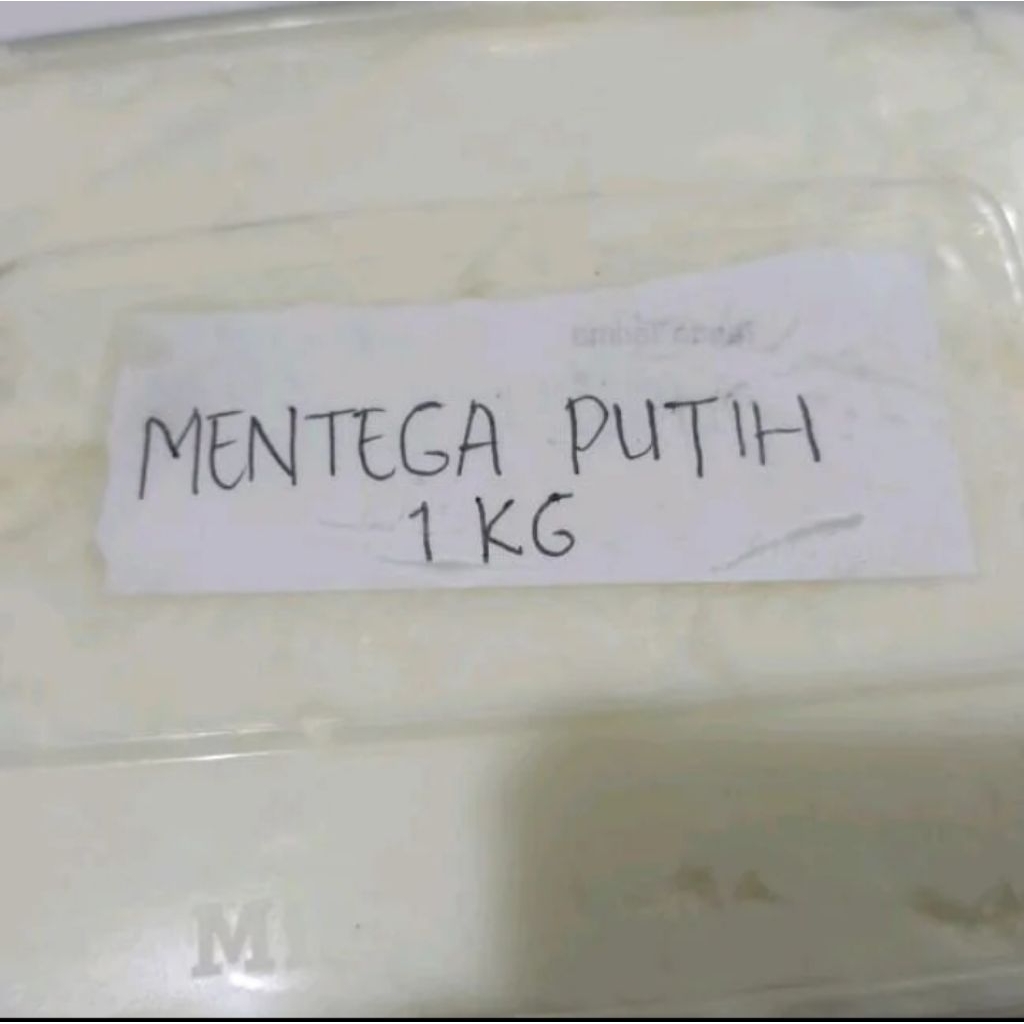 MENTEGA PUTIH
1 KG
M